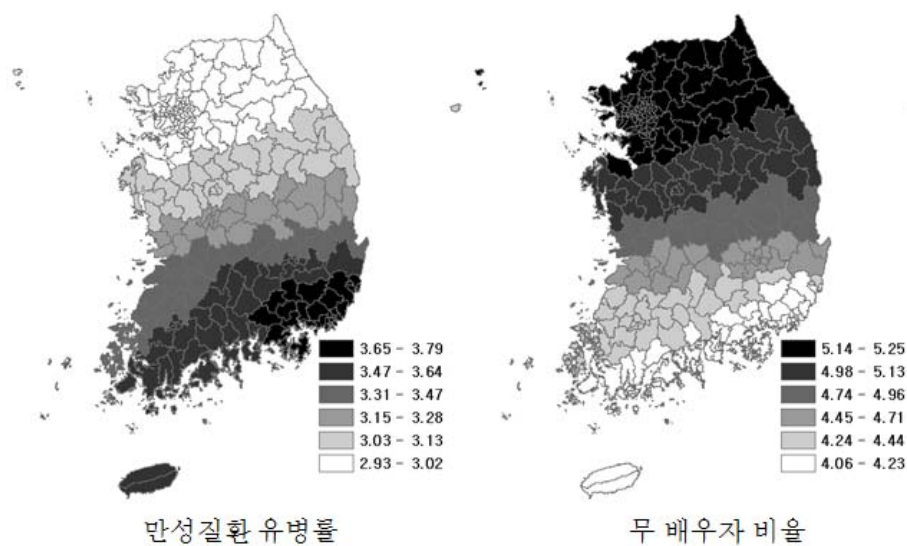 3.65 - 3.79
3.47 - 3.64
3.31 - 3.47
3.15 - 3.28
3.03 - 3.13
2.93 - 3.02
만성질환 유병률
5.14 - 5.25
4.98 - 5.13
4.74 - 4.96
4.45 - 4.71
4.24 - 4.44
4.06 - 4.23
무 배우자 비율